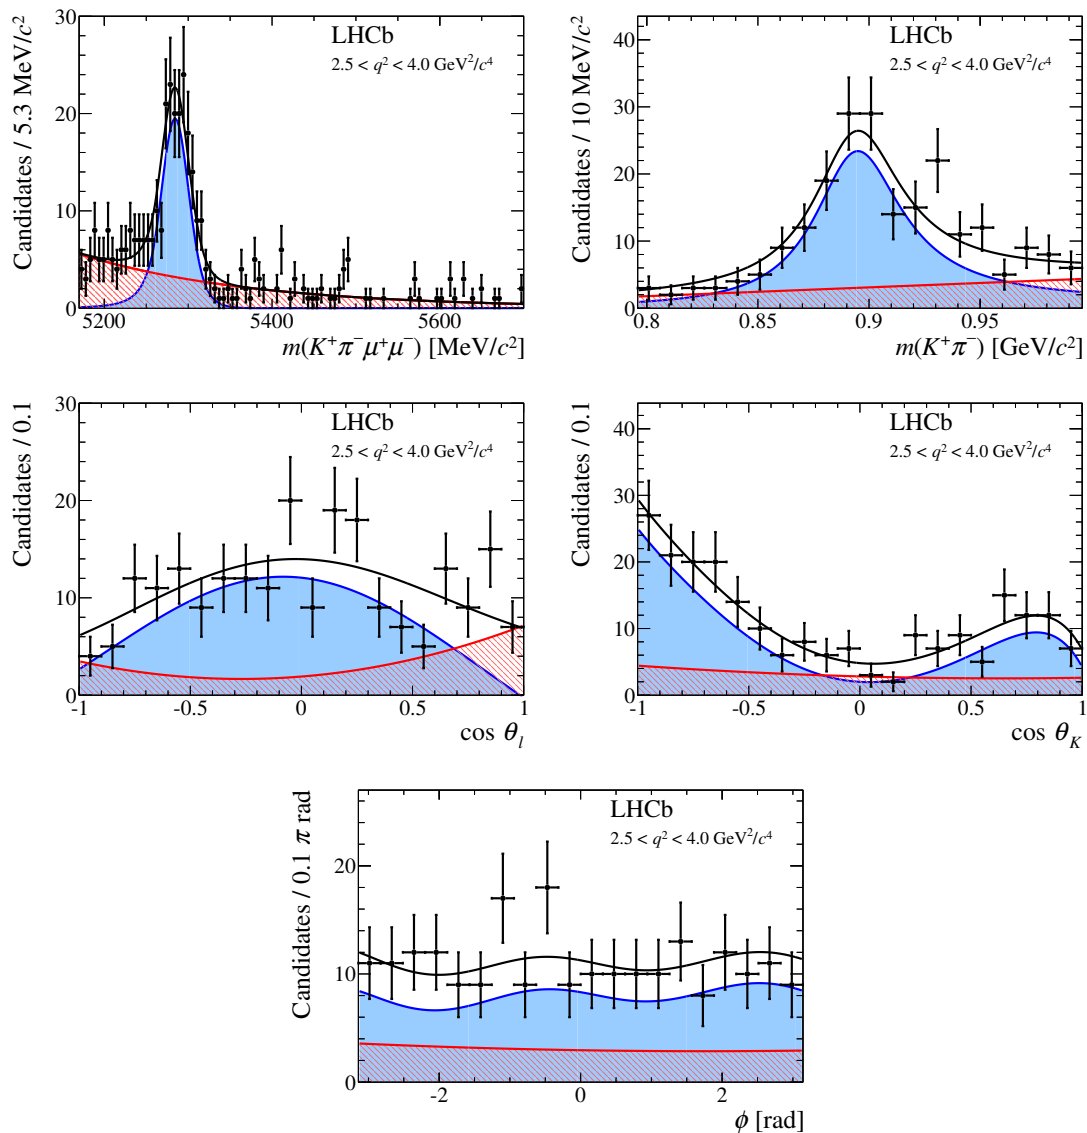 Candidates / 5.3 MeV/c²
30
20
10
0
LHCb
2.5 < q² < 4.0 GeV²/c⁴
5200 5400 5600
m(K⁺π⁻μ⁺μ⁻) [MeV/c²]
Candidates / 10 MeV/c²
40
30
20
10
0
LHCb
2.5 < q² < 4.0 GeV²/c⁴
0.8 0.85 0.9 0.95
m(K⁺π⁻) [GeV/c²]
Candidates / 0.1
30
20
10
0
LHCb
2.5 < q² < 4.0 GeV²/c⁴
-1 -0.5 0 0.5 1
cos θₗ
Candidates / 0.1
40
30
20
10
0
LHCb
2.5 < q² < 4.0 GeV²/c⁴
-1 -0.5 0 0.5 1
cos θ_K
Candidates / 0.1 π rad
20
10
0
LHCb
2.5 < q² < 4.0 GeV²/c⁴
-2 0 2
ϕ [rad]